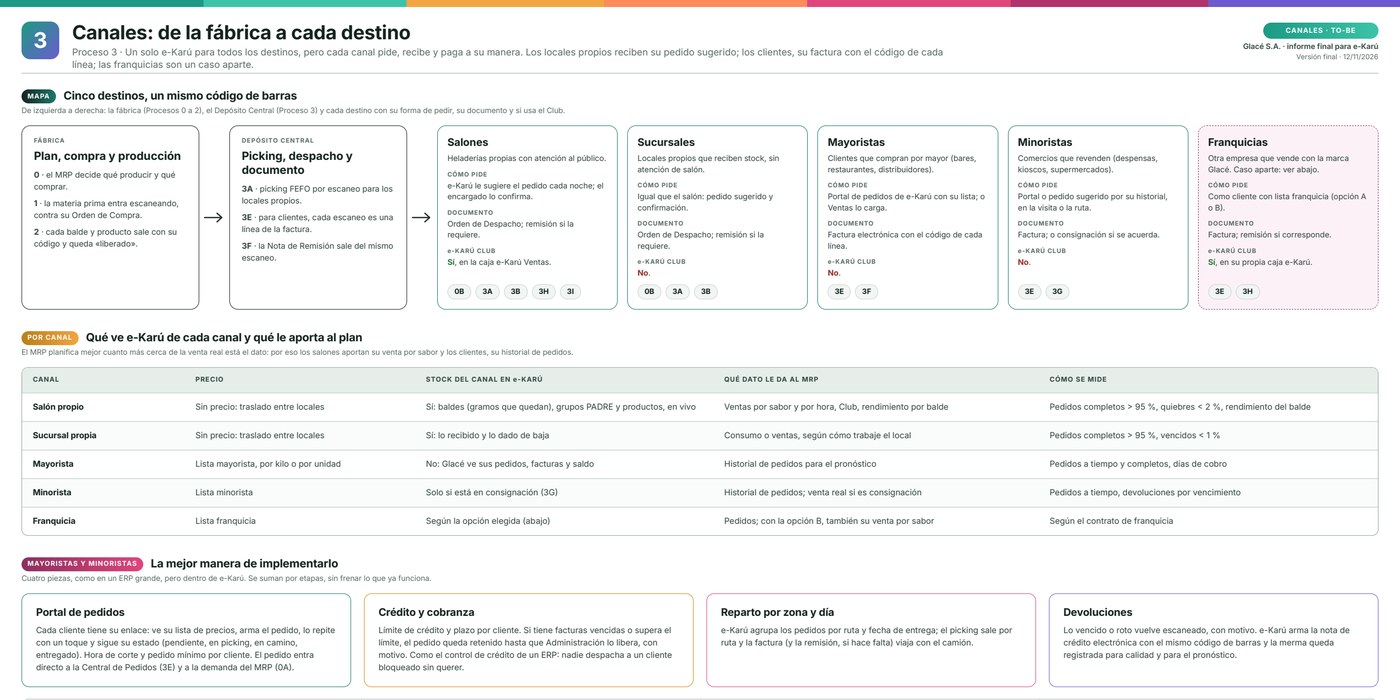 3
Canales: de la fábrica a cada destino
Proceso 3 · Un solo e-Karú para todos los destinos, pero cada canal pide, recibe y paga a su manera. Los locales propios reciben su pedido sugerido; los clientes, su factura con el código de cada
línea; las franquicias son un caso aparte.
CANALES · TO-BE
Glacé S.A. · informe final para e-Karú
Versión final · 12/11/2026
MAPA
Cinco destinos, un mismo código de barras
De izquierda a derecha: la fábrica (Procesos 0 a 2), el Depósito Central (Proceso 3) y cada destino con su forma de pedir, su documento y si usa el Club.
FÁBRICA
Plan, compra y producción
0 · el MRP decide qué producir y qué
comprar.
1 · la materia prima entra escaneando,
contra su Orden de Compra.
2 · cada balde y producto sale con su
código y queda «liberado».
DEPÓSITO CENTRAL
Picking, despacho y
documento
3A · picking FEFO por escaneo para los
locales propios.
3E · para clientes, cada escaneo es una
línea de la factura.
3F · la Nota de Remisión sale del mismo
escaneo.
Salones
Heladerías propias con atención al público.
CÓMO PIDE
e-Karú le sugiere el pedido cada noche; el
encargado lo confirma.
DOCUMENTO
Orden de Despacho; remisión si la
requiere.
e-KARÚ CLUB
Sí, en la caja e-Karú Ventas.
0B 3A 3B 3H 3I
Sucursales
Locales propios que reciben stock, sin
atención de salón.
CÓMO PIDE
Igual que el salón: pedido sugerido y
confirmación.
DOCUMENTO
Orden de Despacho; remisión si la
requiere.
e-KARÚ CLUB
No.
0B 3A 3B
Mayoristas
Clientes que compran por mayor (bares,
restaurantes, distribuidores).
CÓMO PIDE
Portal de pedidos de e-Karú con su lista; o
Ventas lo carga.
DOCUMENTO
Factura electrónica con el código de cada
línea.
e-KARÚ CLUB
No.
3E 3F
Minoristas
Comercios que revenden (despensas,
kioscos, supermercados).
CÓMO PIDE
Portal o pedido sugerido por su historial,
en la visita o la ruta.
DOCUMENTO
Factura; o consignación si se acuerda.
e-KARÚ CLUB
No.
3E 3G
Franquicias
Otra empresa que vende con la marca
Glacé. Caso aparte: ver abajo.
CÓMO PIDE
Como cliente con lista franquicia (opción A
o B).
DOCUMENTO
Factura; remisión si corresponde.
e-KARÚ CLUB
Sí, en su propia caja e-Karú.
3E 3H
POR CANAL
Qué ve e-Karú de cada canal y qué le aporta al plan
El MRP planifica mejor cuanto más cerca de la venta real está el dato: por eso los salones aportan su venta por sabor y los clientes, su historial de pedidos.
CANAL PRECIO STOCK DEL CANAL EN e-KARÚ QUÉ DATO LE DA AL MRP CÓMO SE MIDE
Salón propio Sin precio: traslado entre locales Sí: baldes (gramos que quedan), grupos PADRE y productos, en vivo Ventas por sabor y por hora, Club, rendimiento por balde Pedidos completos > 95 %, quiebres < 2 %, rendimiento del balde
Sucursal propia Sin precio: traslado entre locales Sí: lo recibido y lo dado de baja Consumo o ventas, según cómo trabaje el local Pedidos completos > 95 %, vencidos < 1 %
Mayorista Lista mayorista, por kilo o por unidad No: Glacé ve sus pedidos, facturas y saldo Historial de pedidos para el pronóstico Pedidos a tiempo y completos, días de cobro
Minorista Lista minorista Solo si está en consignación (3G) Historial de pedidos; venta real si es consignación Pedidos a tiempo, devoluciones por vencimiento
Franquicia Lista franquicia Según la opción elegida (abajo) Pedidos; con la opción B, también su venta por sabor Según el contrato de franquicia
MAYORISTAS Y MINORISTAS
La mejor manera de implementarlo
Cuatro piezas, como en un ERP grande, pero dentro de e-Karú. Se suman por etapas, sin frenar lo que ya funciona.
Portal de pedidos
Cada cliente tiene su enlace: ve su lista de precios, arma el pedido, lo repite
con un toque y sigue su estado (pendiente, en picking, en camino,
entregado). Hora de corte y pedido mínimo por cliente. El pedido entra
directo a la Central de Pedidos (3E) y a la demanda del MRP (0A).
Crédito y cobranza
Límite de crédito y plazo por cliente. Si tiene facturas vencidas o supera el
límite, el pedido queda retenido hasta que Administración lo libera, con
motivo. Como el control de crédito de un ERP: nadie despacha a un cliente
bloqueado sin querer.
Reparto por zona y día
e-Karú agrupa los pedidos por ruta y fecha de entrega; el picking sale por
ruta y la factura (y la remisión, si hace falta) viaja con el camión.
Devoluciones
Lo vencido o roto vuelve escaneado, con motivo. e-Karú arma la nota de
crédito electrónica con el mismo código de barras y la merma queda
registrada para calidad y para el pronóstico.